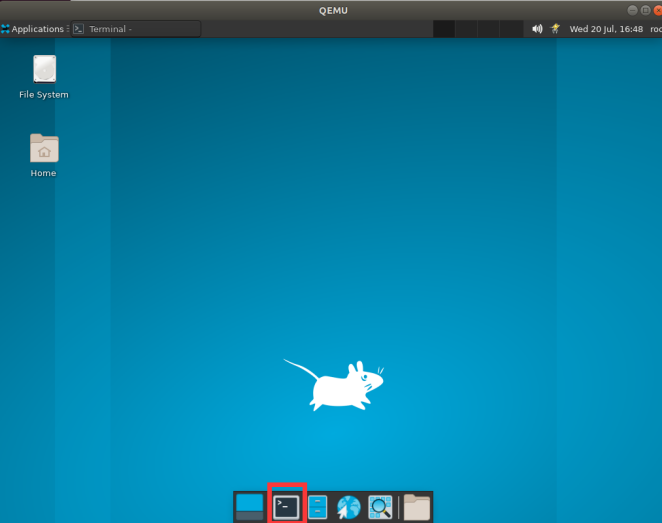 QEMU
Applications
Terminal -
Wed 20 Jul, 16:48
File System
Home